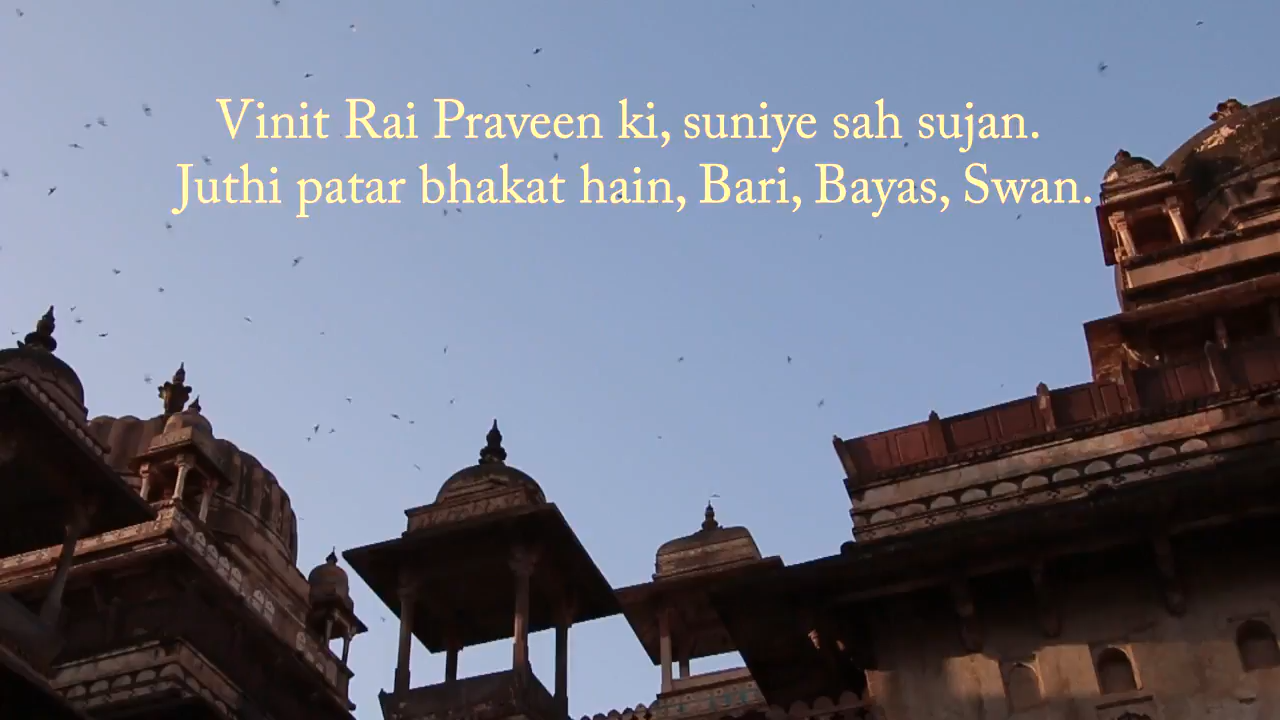 Vinit Rai Praveen ki, suniye sah sujan.
Juthi patar bhakat hain, Bari, Bayas, Swan.